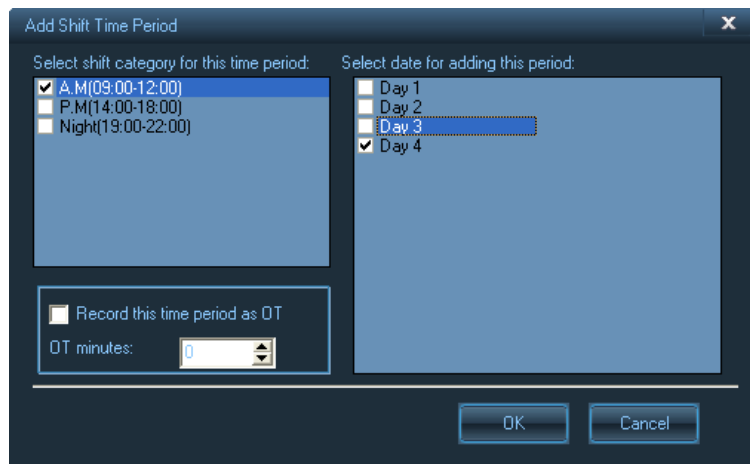 Add Shift Time Period
x
Select shift category for this time period:
A.M(09:00-12:00)
P.M(14:00-18:00)
Night(19:00-22:00)
Select date for adding this period:
Day 1
Day 2
Day 3
Day 4
Record this time period as OT
OT minutes:
0
OK
Cancel